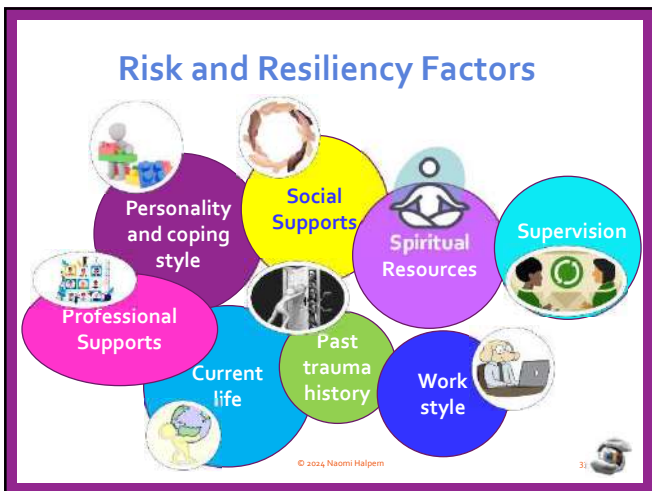 Risk and Resiliency Factors
Personality
and coping
style
Social
Supports
Spiritual
Resources
Supervision
Professional
Supports
Current
life
Past
trauma
history
Work
style
© 2024 Naomi Halpern